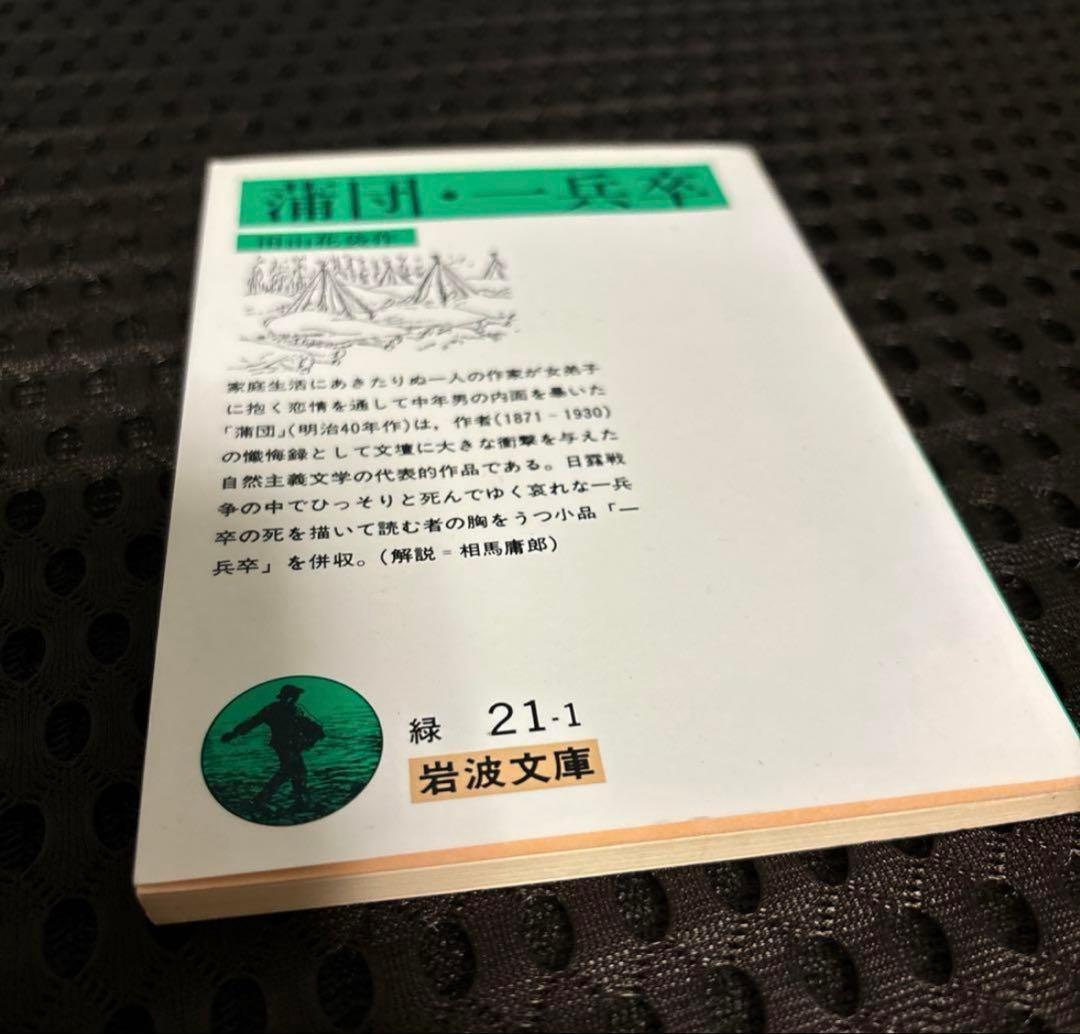 蒲団・一兵卒
田山花袋作
家庭生活にあきたりぬ一人の作家が女弟子
に抱く恋情を通して中年男の内面を暴いた
「蒲団」(明治40年作)は，作者(1871－1930)
の懺悔録として文壇に大きな衝撃を与えた
自然主義文学の代表的作品である。日露戦
争の中でひっそりと死んでゆく哀れな一兵
卒の死を描いて読む者の胸をうつ小品「一
兵卒」を併収。(解説＝相馬庸郎)
緑 21-1
岩波文庫